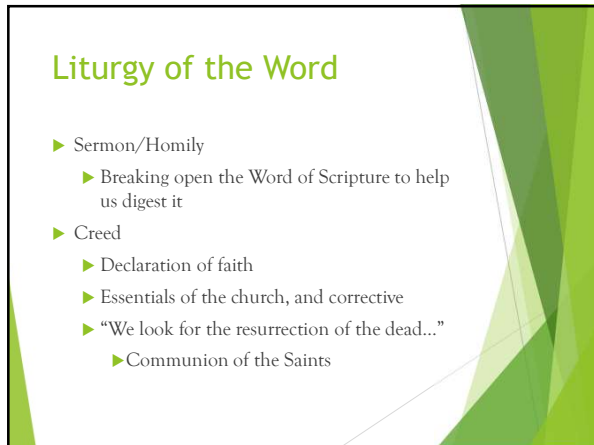 Liturgy of the Word
Sermon/Homily
Breaking open the Word of Scripture to help
us digest it
Creed
Declaration of faith
Essentials of the church, and corrective
“We look for the resurrection of the dead...”
Communion of the Saints